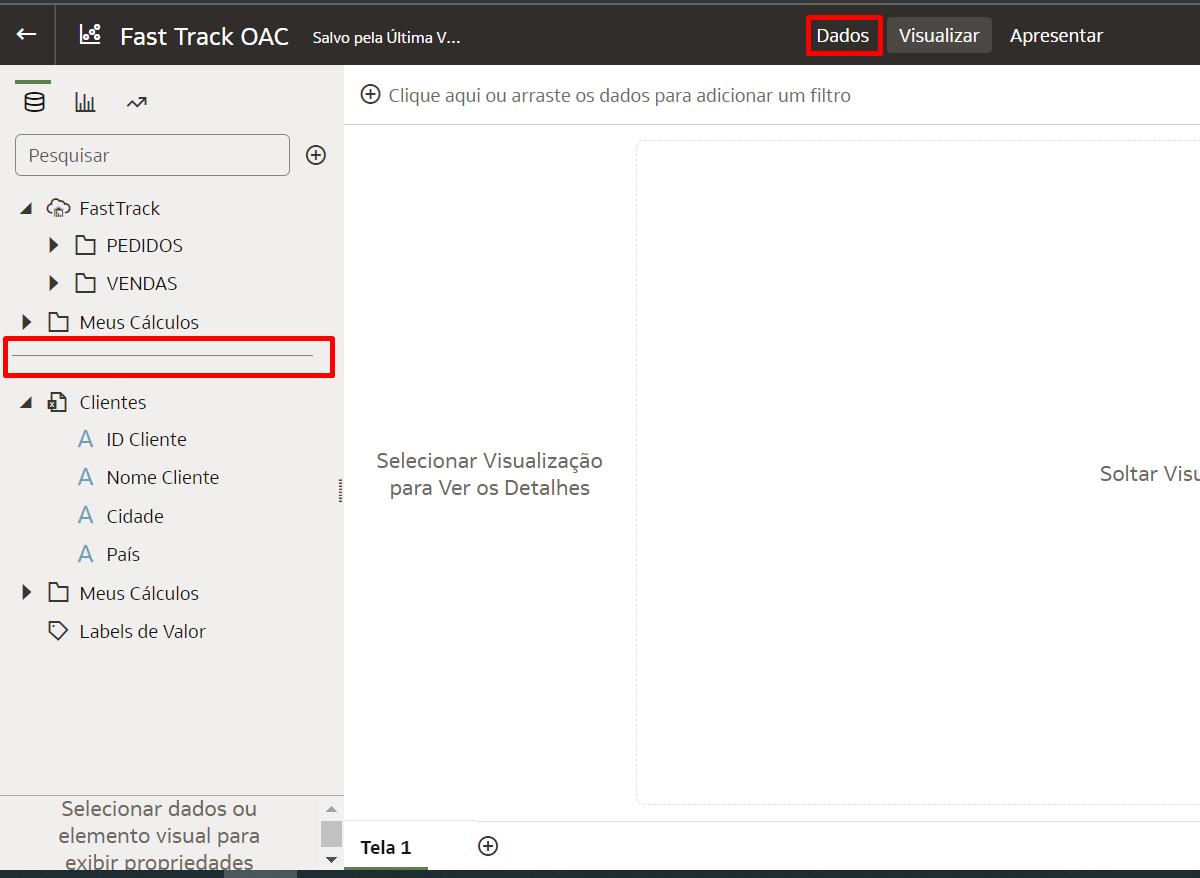 Fast Track OAC
Salvo pela Última V...
Dados
Visualizar
Apresentar
Clique aqui ou arraste os dados para adicionar um filtro
Pesquisar
FastTrack
PEDIDOS
VENDAS
Meus Cálculos
Clientes
A ID Cliente
A Nome Cliente
A Cidade
A País
Meus Cálculos
Labels de Valor
Selecionar Visualização
para Ver os Detalhes
Soltar Visu
Selecionar dados ou
elemento visual para
exibir propriedades
Tela 1